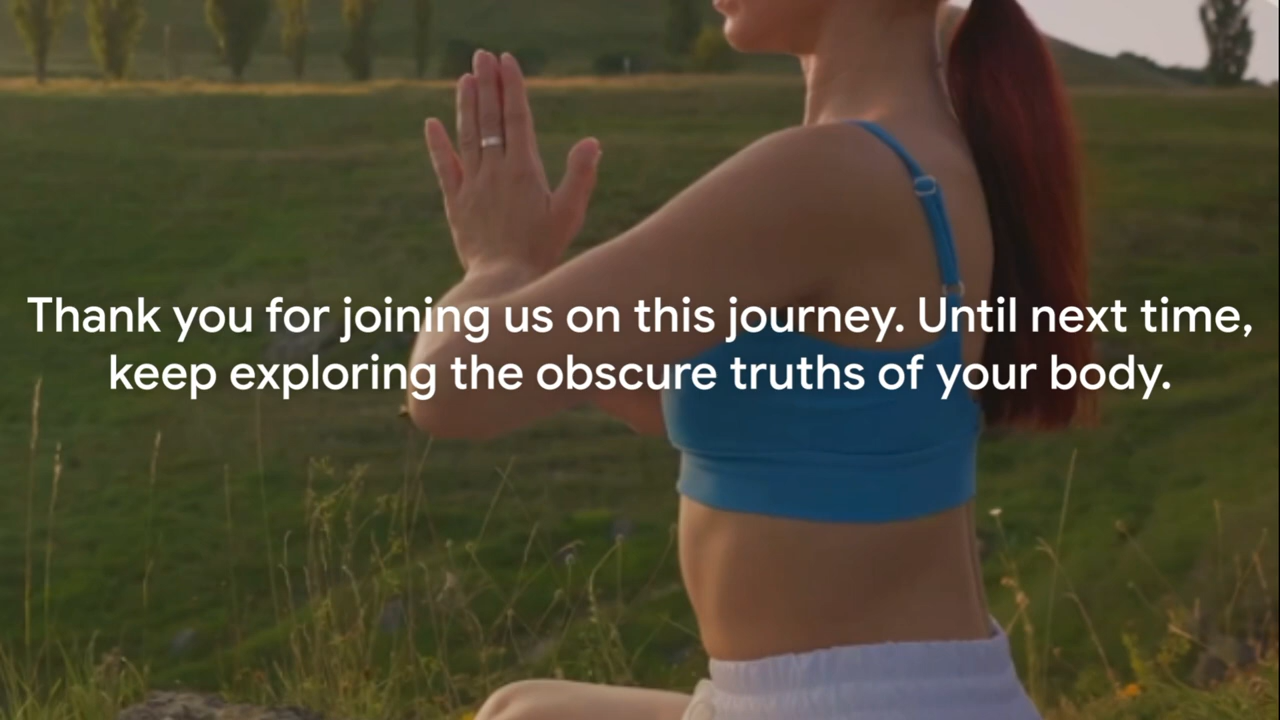 Thank you for joining us on this journey. Until next time,
keep exploring the obscure truths of your body.